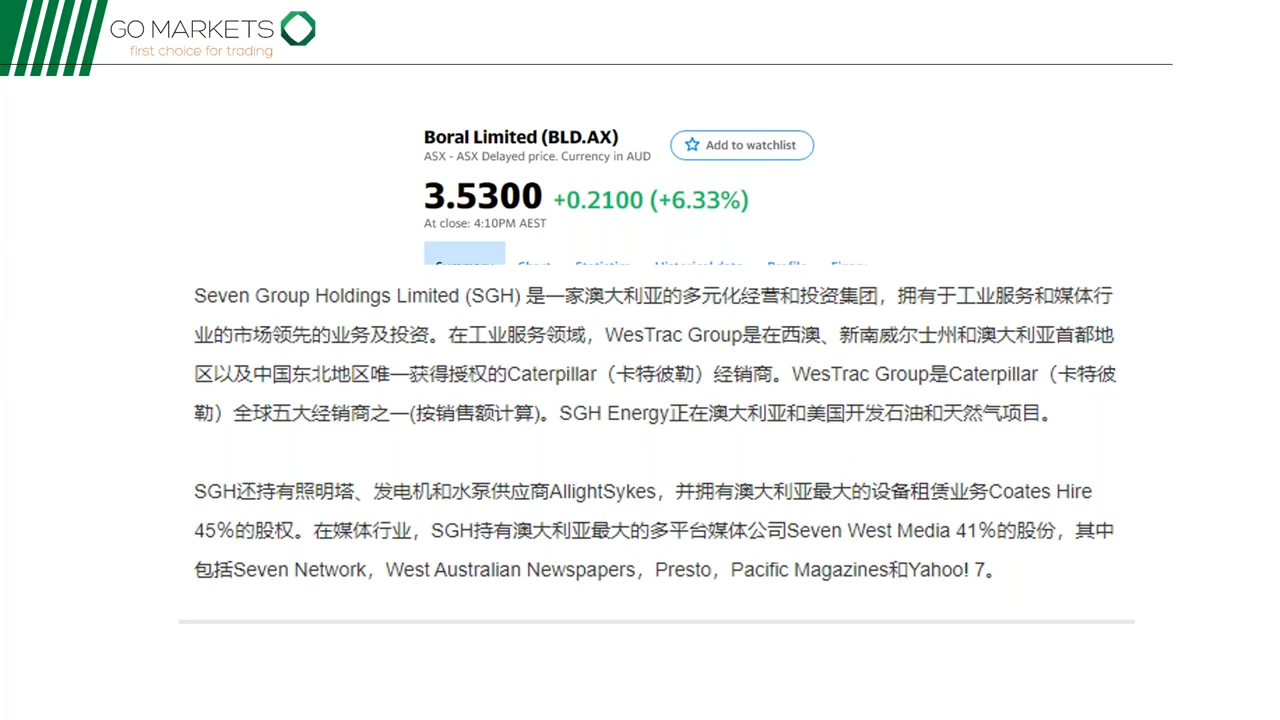 GO MARKETS
first choice for trading
Boral Limited (BLD.AX)
Add to watchlist
ASX - ASX Delayed price. Currency in AUD
3.5300 +0.2100 (+6.33%)
At close: 4:10PM AEST
Summary Chart Statistics Historical data Profile
Seven Group Holdings Limited (SGH) 是一家澳大利亚的多元化经营和投资集团，拥有于工业服务和媒体行
业的市场领先的业务及投资。在工业服务领域，WesTrac Group是在西澳、新南威尔士州和澳大利亚首都地
区以及中国东北地区唯一获得授权的Caterpillar（卡特彼勒）经销商。WesTrac Group是Caterpillar（卡特彼
勒）全球五大经销商之一(按销售额计算)。SGH Energy正在澳大利亚和美国开发石油和天然气项目。
SGH还持有照明塔、发电机和水泵供应商AllightSykes，并拥有澳大利亚最大的设备租赁业务Coates Hire
45%的股权。在媒体行业，SGH持有澳大利亚最大的多平台媒体公司Seven West Media 41%的股份，其中
包括Seven Network，West Australian Newspapers，Presto，Pacific Magazines和Yahoo! 7。